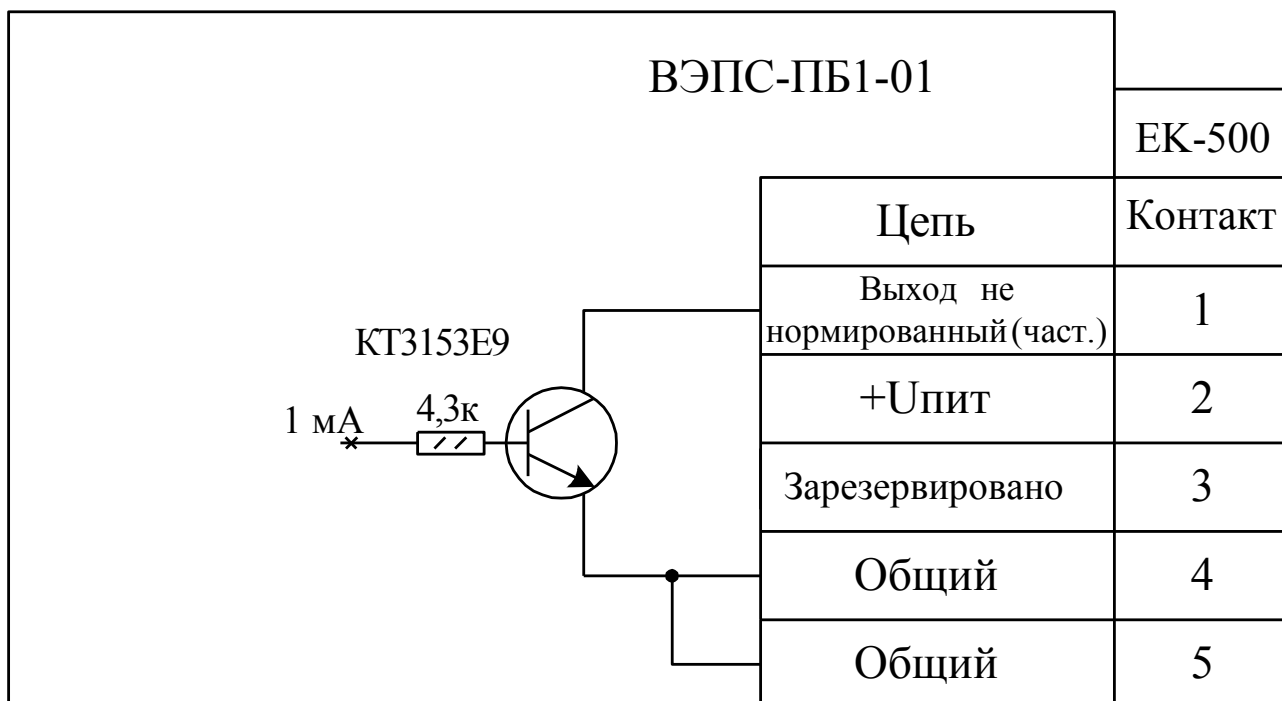 ВЭПС-ПБ1-01
EK-500
Цепь Контакт
Выход не
нормированный (част.) 1
КТ3153Е9
+Uпит 2
1 мА 4,3к
Зарезервировано 3
Общий 4
Общий 5